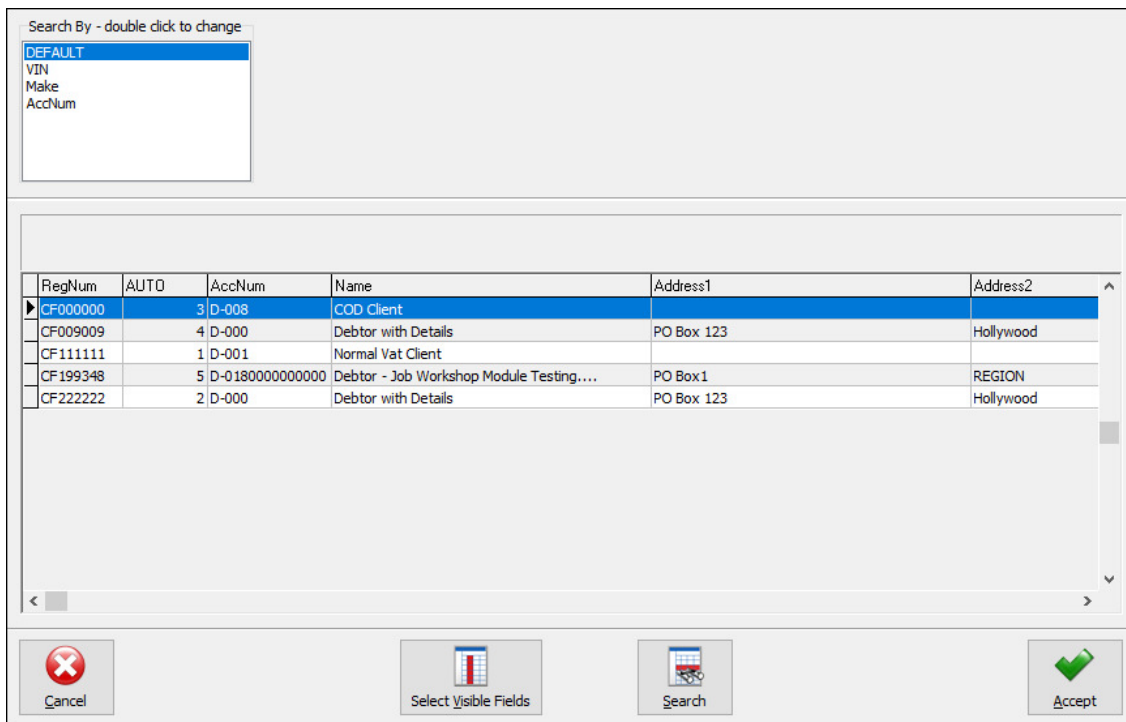 Search By - double click to change
DEFAULT
VIN
Make
AccNum
RegNum AUTO AccNum Name Address1 Address2
CF000000 3 D-008 COD Client
CF009009 4 D-000 Debtor with Details PO Box 123 Hollywood
CF111111 1 D-001 Normal Vat Client
CF199348 5 D-0180000000000 Debtor - Job Workshop Module Testing.... PO Box1 REGION
CF222222 2 D-000 Debtor with Details PO Box 123 Hollywood
Cancel Select Visible Fields Search Accept